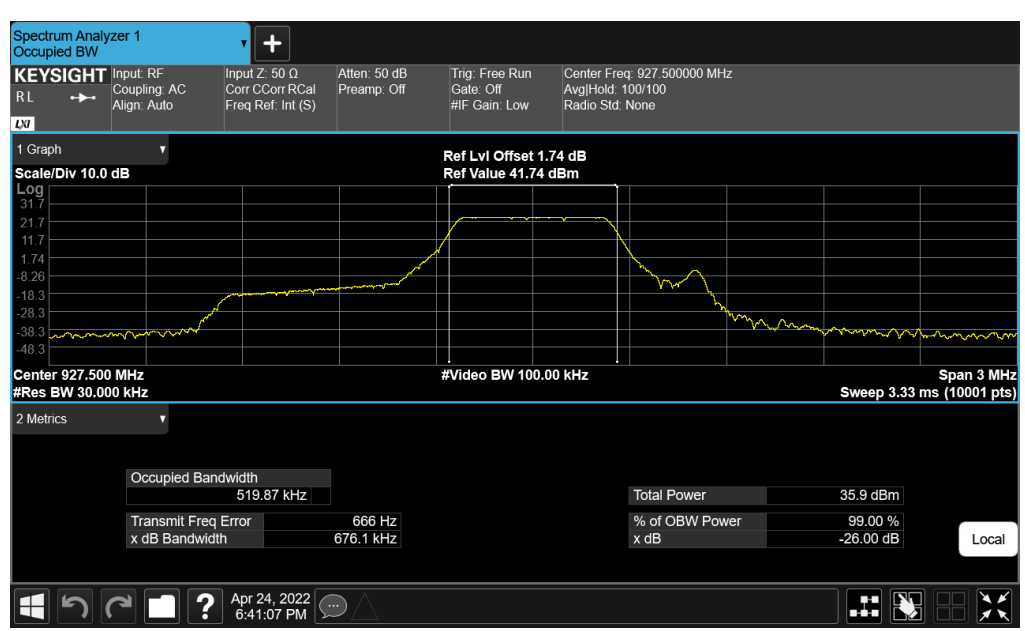 Spectrum Analyzer 1
Occupied BW
+
KEYSIGHT
RL
LXI
Input: RF
Coupling: AC
Align: Auto
Input Z: 50 Ω
Corr CCorr RCal
Freq Ref: Int (S)
Atten: 50 dB
Preamp: Off
Trig: Free Run
Gate: Off
#IF Gain: Low
Center Freq: 927.500000 MHz
Avg|Hold: 100/100
Radio Std: None
1 Graph
Scale/Div 10.0 dB
Ref Lvl Offset 1.74 dB
Ref Value 41.74 dBm
Log
31.7
21.7
11.7
1.74
-8.26
-18.3
-28.3
-38.3
-48.3
Center 927.500 MHz
#Res BW 30.000 kHz
#Video BW 100.00 kHz
Span 3 MHz
Sweep 3.33 ms (10001 pts)
2 Metrics
Occupied Bandwidth
519.87 kHz
Transmit Freq Error 666 Hz
x dB Bandwidth 676.1 kHz
Total Power 35.9 dBm
% of OBW Power 99.00 %
x dB -26.00 dB
Local
?
Apr 24, 2022
6:41:07 PM